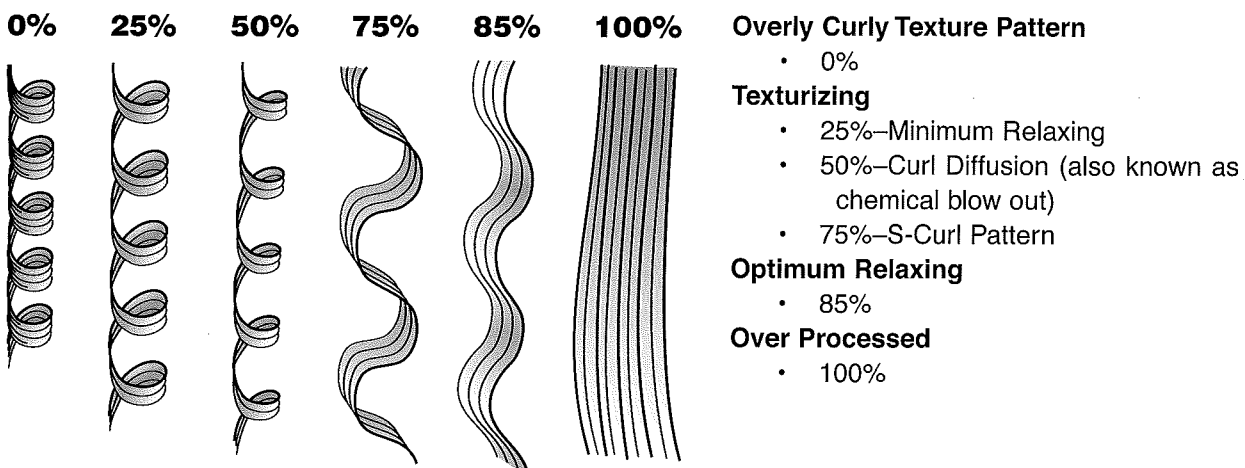 0% 25% 50% 75% 85% 100%
Overly Curly Texture Pattern
• 0%
Texturizing
• 25%–Minimum Relaxing
• 50%–Curl Diffusion (also known as
chemical blow out)
• 75%–S-Curl Pattern
Optimum Relaxing
• 85%
Over Processed
• 100%